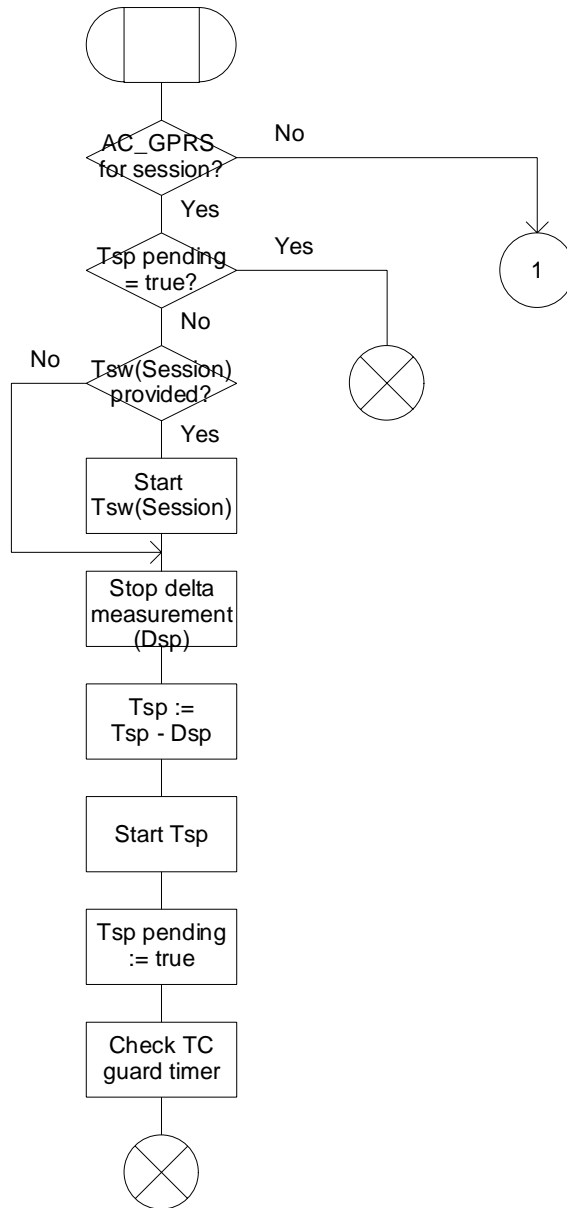 AC_GPRS
for session?
No
Yes
Tsp pending
= true?
Yes
1
No
No
Tsw(Session)
provided?
Yes
Start
Tsw(Session)
Stop delta
measurement
(Dsp)
Tsp :=
Tsp - Dsp
Start Tsp
Tsp pending
:= true
Check TC
guard timer